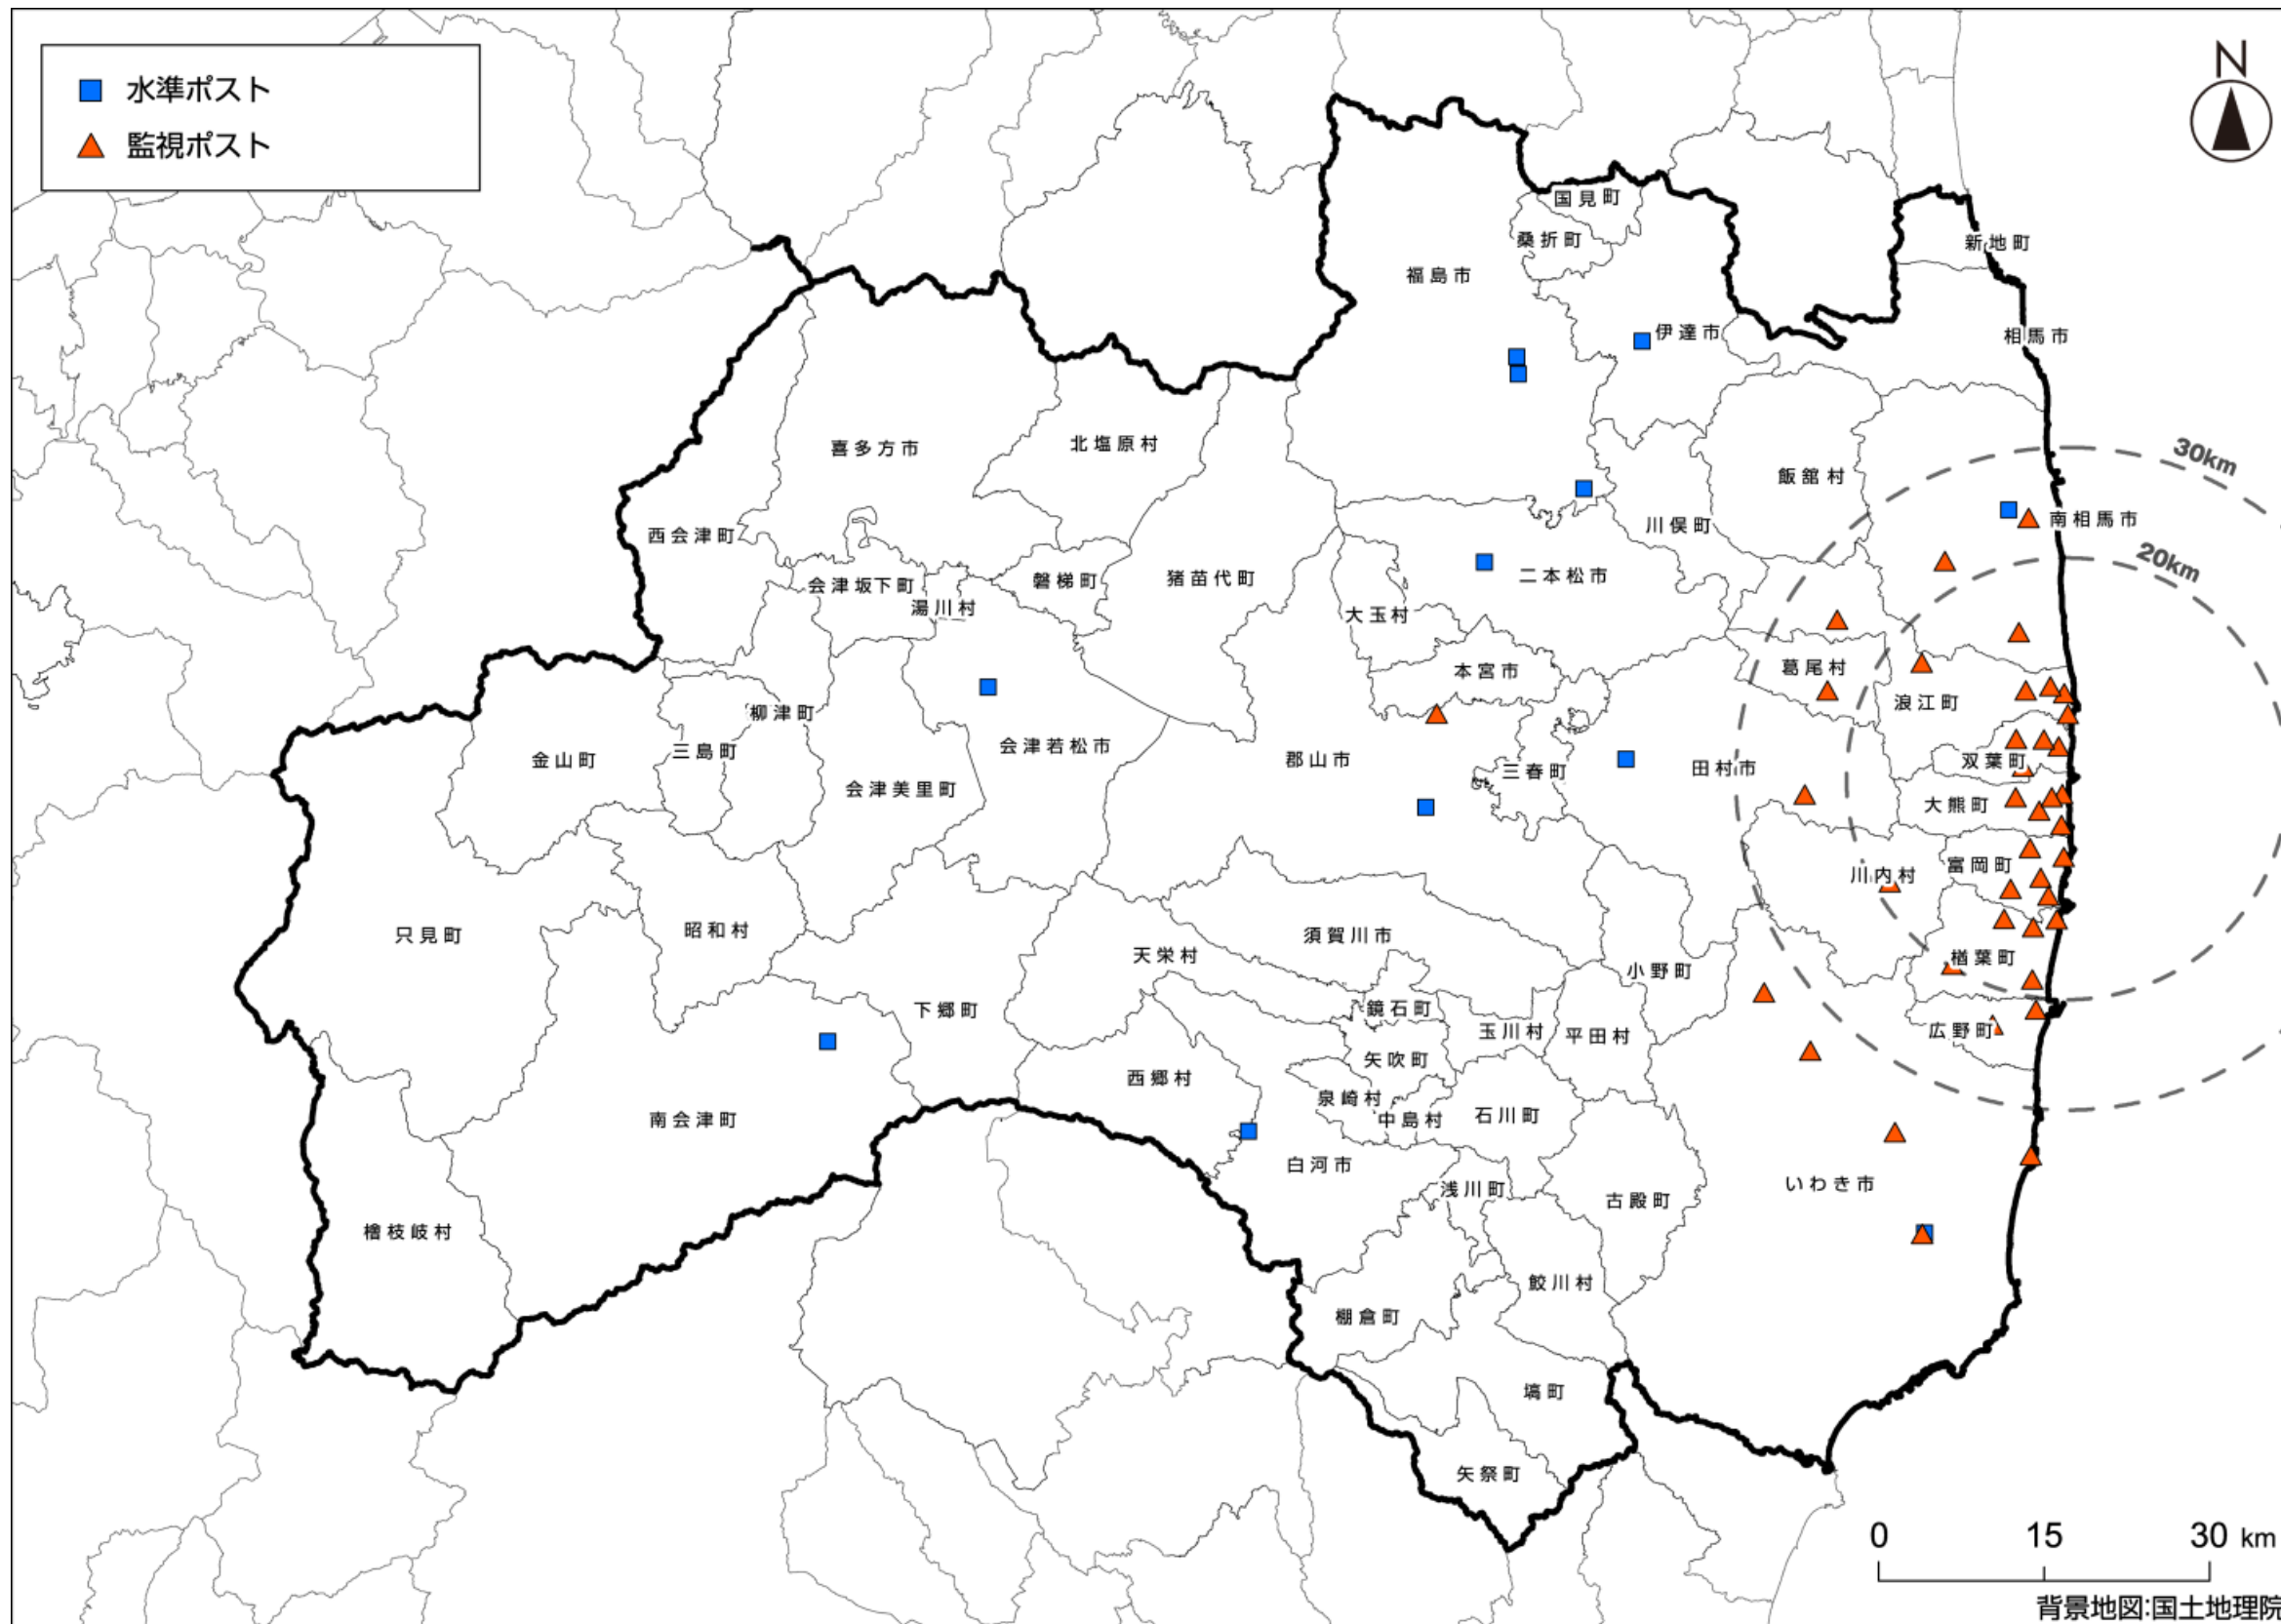 水準ポスト
監視ポスト
N
国見町
桑折町
新地町
福島市
伊達市
相馬市
30km
喜多方市
北塩原村
飯舘村
西会津町
川俣町
南相馬市
20km
会津坂下町
湯川村
磐梯町
猪苗代町
二本松市
大玉村
本宮市
葛尾村
浪江町
柳津町
三島町
金山町
会津若松市
会津美里町
郡山市
三春町
田村市
双葉町
大熊町
富岡町
川内村
只見町
昭和村
須賀川市
天栄村
小野町
楢葉町
下郷町
鏡石町
玉川村
平田村
広野町
矢吹町
西郷村
泉崎村
中島村
石川町
南会津町
白河市
浅川町
古殿町
いわき市
檜枝岐村
鮫川村
棚倉町
塙町
矢祭町
0 15 30 km
背景地図:国土地理院